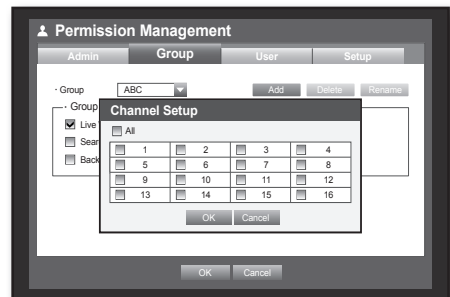 Permission Management
Admin Group User Setup
· Group ABC Add Delete Rename
· Group
Channel Setup
Live
All
Sear
1 2 3 4
Back
5 6 7 8
9 10 11 12
13 14 15 16
OK Cancel
OK Cancel